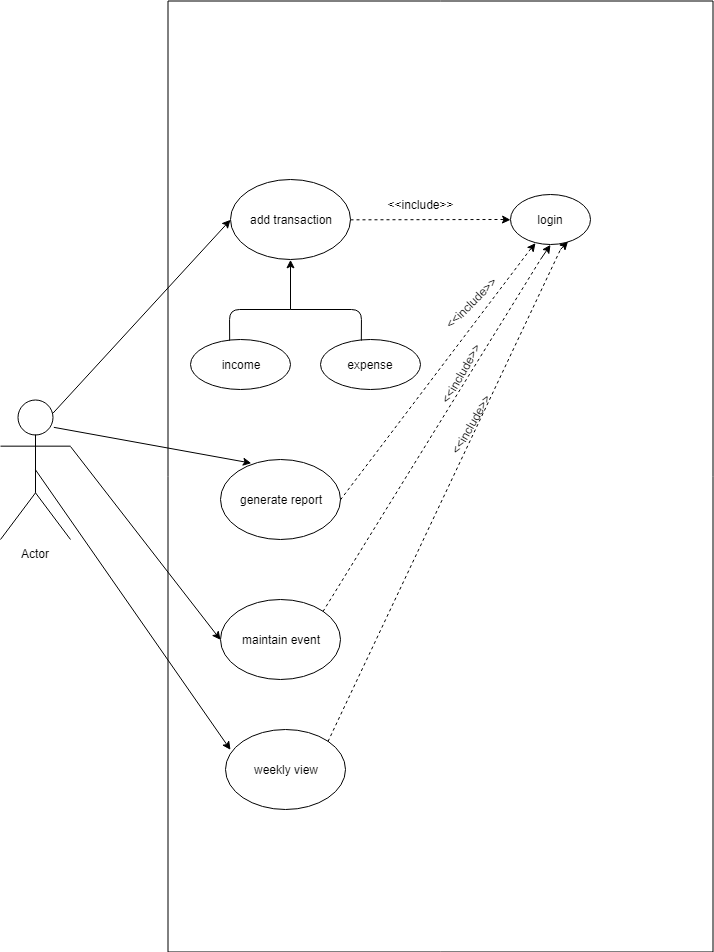 <<include>>
add transaction
login
<<include>>
income
expense
<<include>>
<<include>>
generate report
Actor
maintain event
weekly view